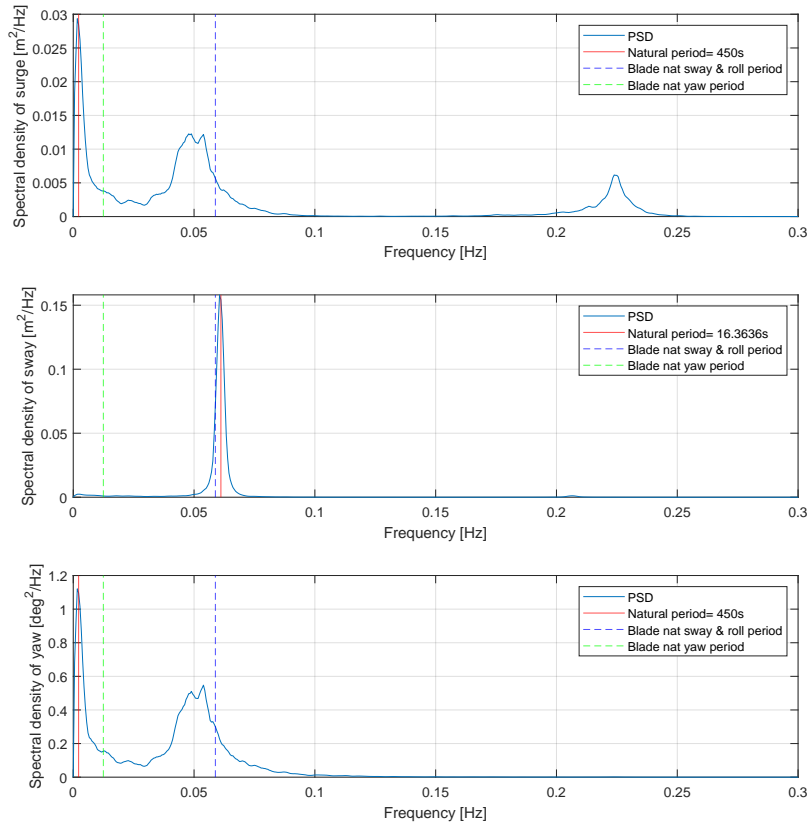 Spectral density of surge [m²/Hz]
0.03
0.025
0.02
0.015
0.01
0.005
0
PSD
Natural period= 450s
Blade nat sway & roll period
Blade nat yaw period
0 0.05 0.1 0.15 0.2 0.25 0.3
Frequency [Hz]
Spectral density of sway [m²/Hz]
0.15
0.1
0.05
0
PSD
Natural period= 16.3636s
Blade nat sway & roll period
Blade nat yaw period
0 0.05 0.1 0.15 0.2 0.25 0.3
Frequency [Hz]
Spectral density of yaw [deg²/Hz]
1.2
1
0.8
0.6
0.4
0.2
0
PSD
Natural period= 450s
Blade nat sway & roll period
Blade nat yaw period
0 0.05 0.1 0.15 0.2 0.25 0.3
Frequency [Hz]